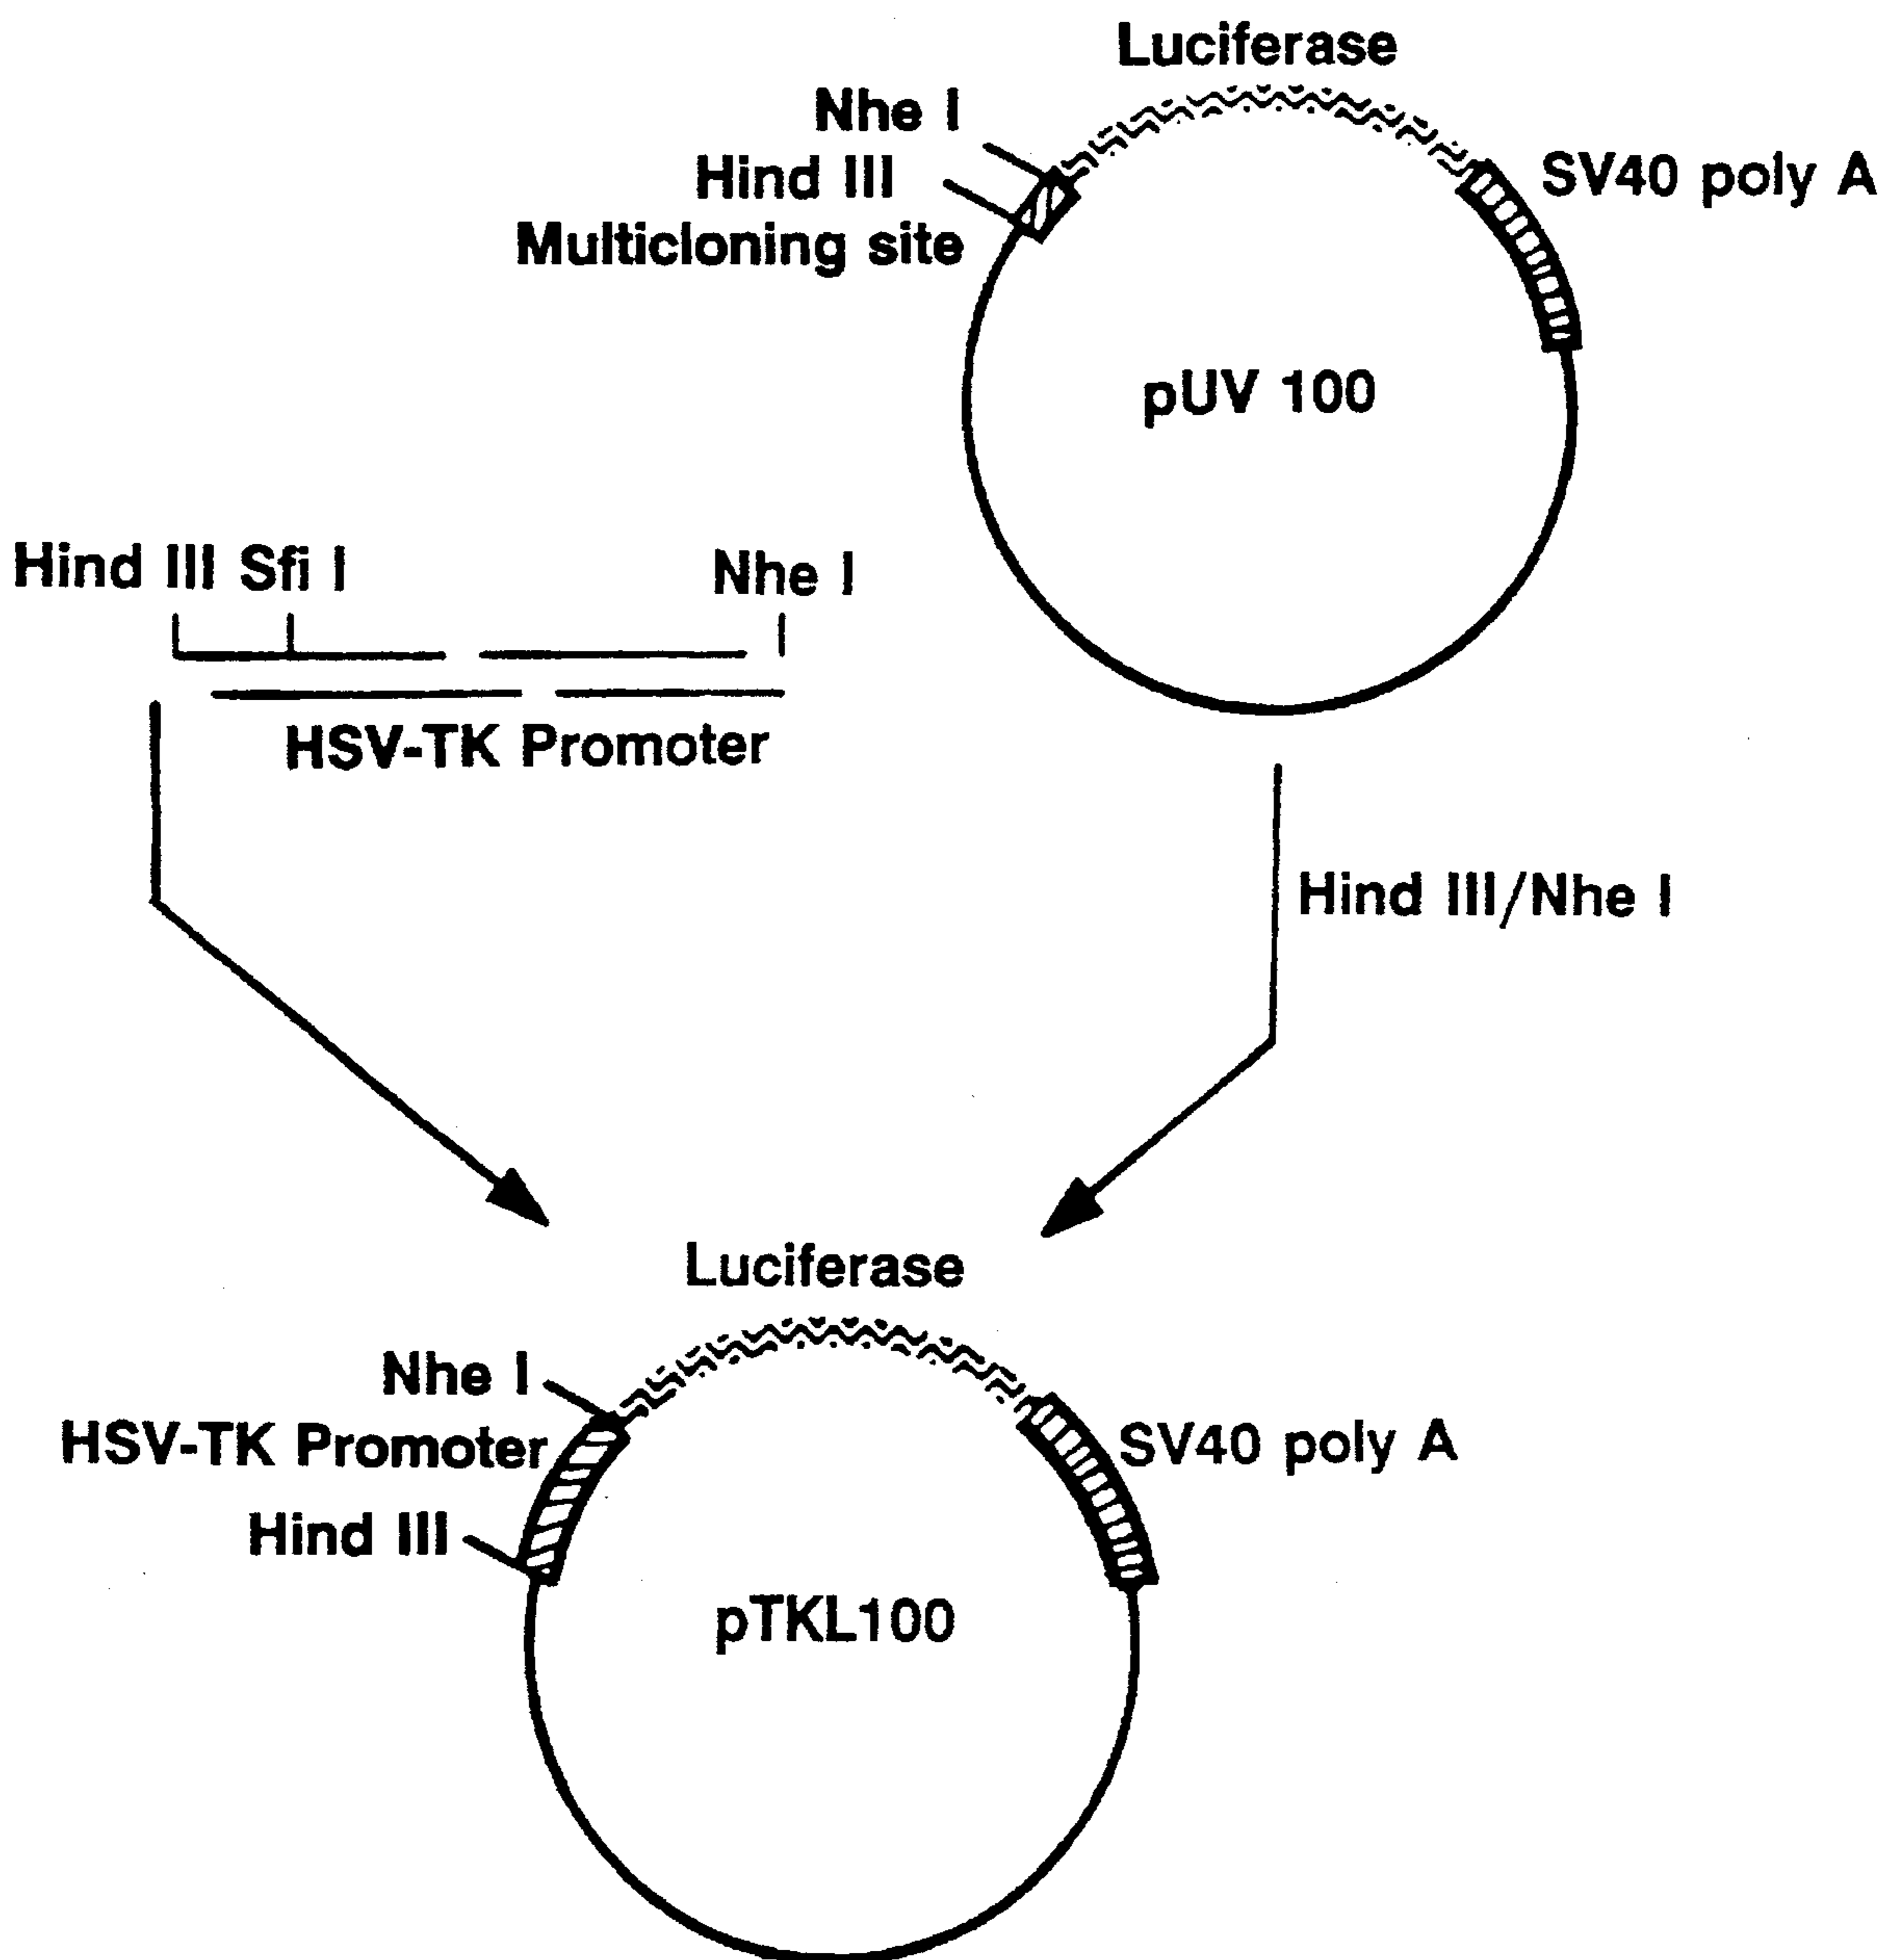 Luciferase
Nhe I
Hind III
Multicloning site
SV40 poly A
pUV 100
Hind III Sfi I
Nhe I
HSV-TK Promoter
Hind III/Nhe I
Luciferase
Nhe I
HSV-TK Promoter
Hind III
SV40 poly A
pTKL100